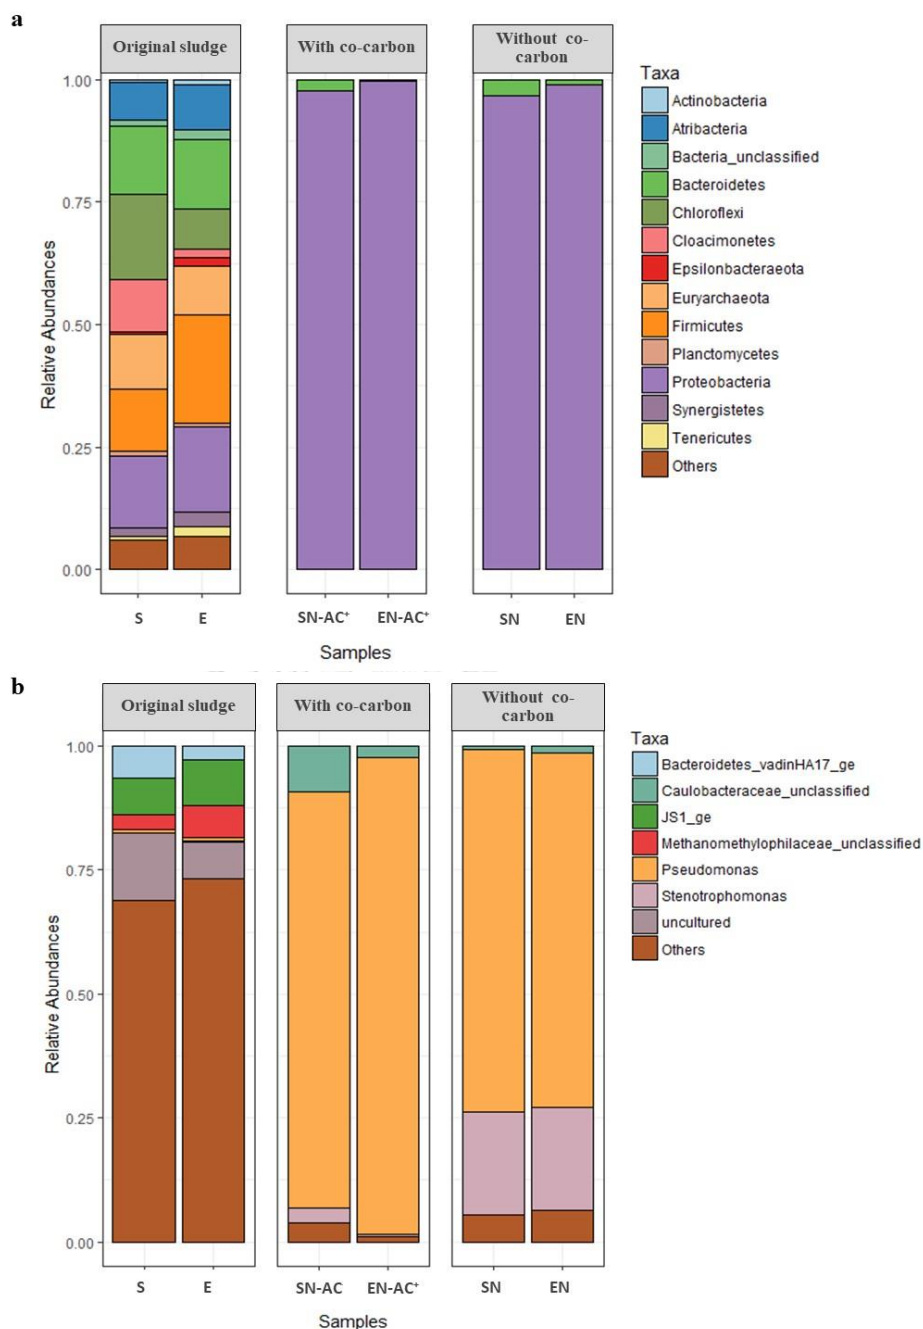 a
Original sludge
With co-carbon
Without co-
carbon
Relative Abundances
1.00
0.75
0.50
0.25
0.00
S
E
SN-AC⁺
EN-AC⁺
SN
EN
Samples
Taxa
Actinobacteria
Atribacteria
Bacteria_unclassified
Bacteroidetes
Chloroflexi
Cloacimonetes
Epsilonbacteraeota
Euryarchaeota
Firmicutes
Planctomycetes
Proteobacteria
Synergistetes
Tenericutes
Others
b
Original sludge
With co-carbon
Without co-
carbon
Relative Abundances
1.00
0.75
0.50
0.25
0.00
S
E
SN-AC
EN-AC⁺
SN
EN
Samples
Taxa
Bacteroidetes_vadinHA17_ge
Caulobacteraceae_unclassified
JS1_ge
Methanomethylophilaceae_unclassified
Pseudomonas
Stenotrophomonas
uncultured
Others